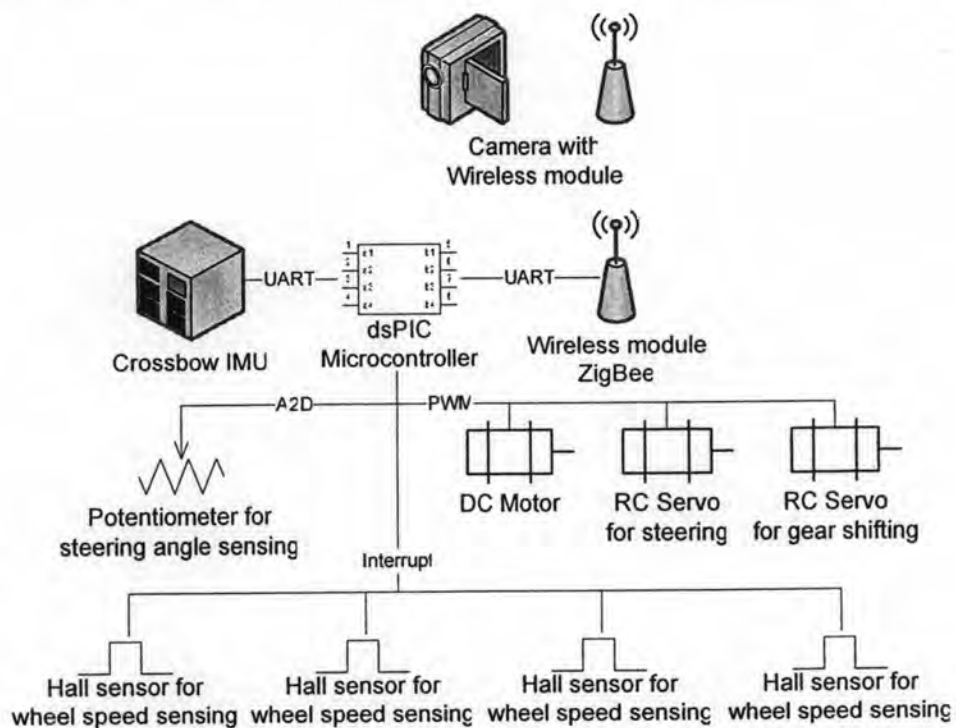 Camera with
Wireless module
UART
UART
dsPIC
Microcontroller
Crossbow IMU
Wireless module
ZigBee
A2D
PWM
DC Motor
RC Servo
for steering
RC Servo
for gear shifting
Potentiometer for
steering angle sensing
Interrupt
Hall sensor for
wheel speed sensing
Hall sensor for
wheel speed sensing
Hall sensor for
wheel speed sensing
Hall sensor for
wheel speed sensing